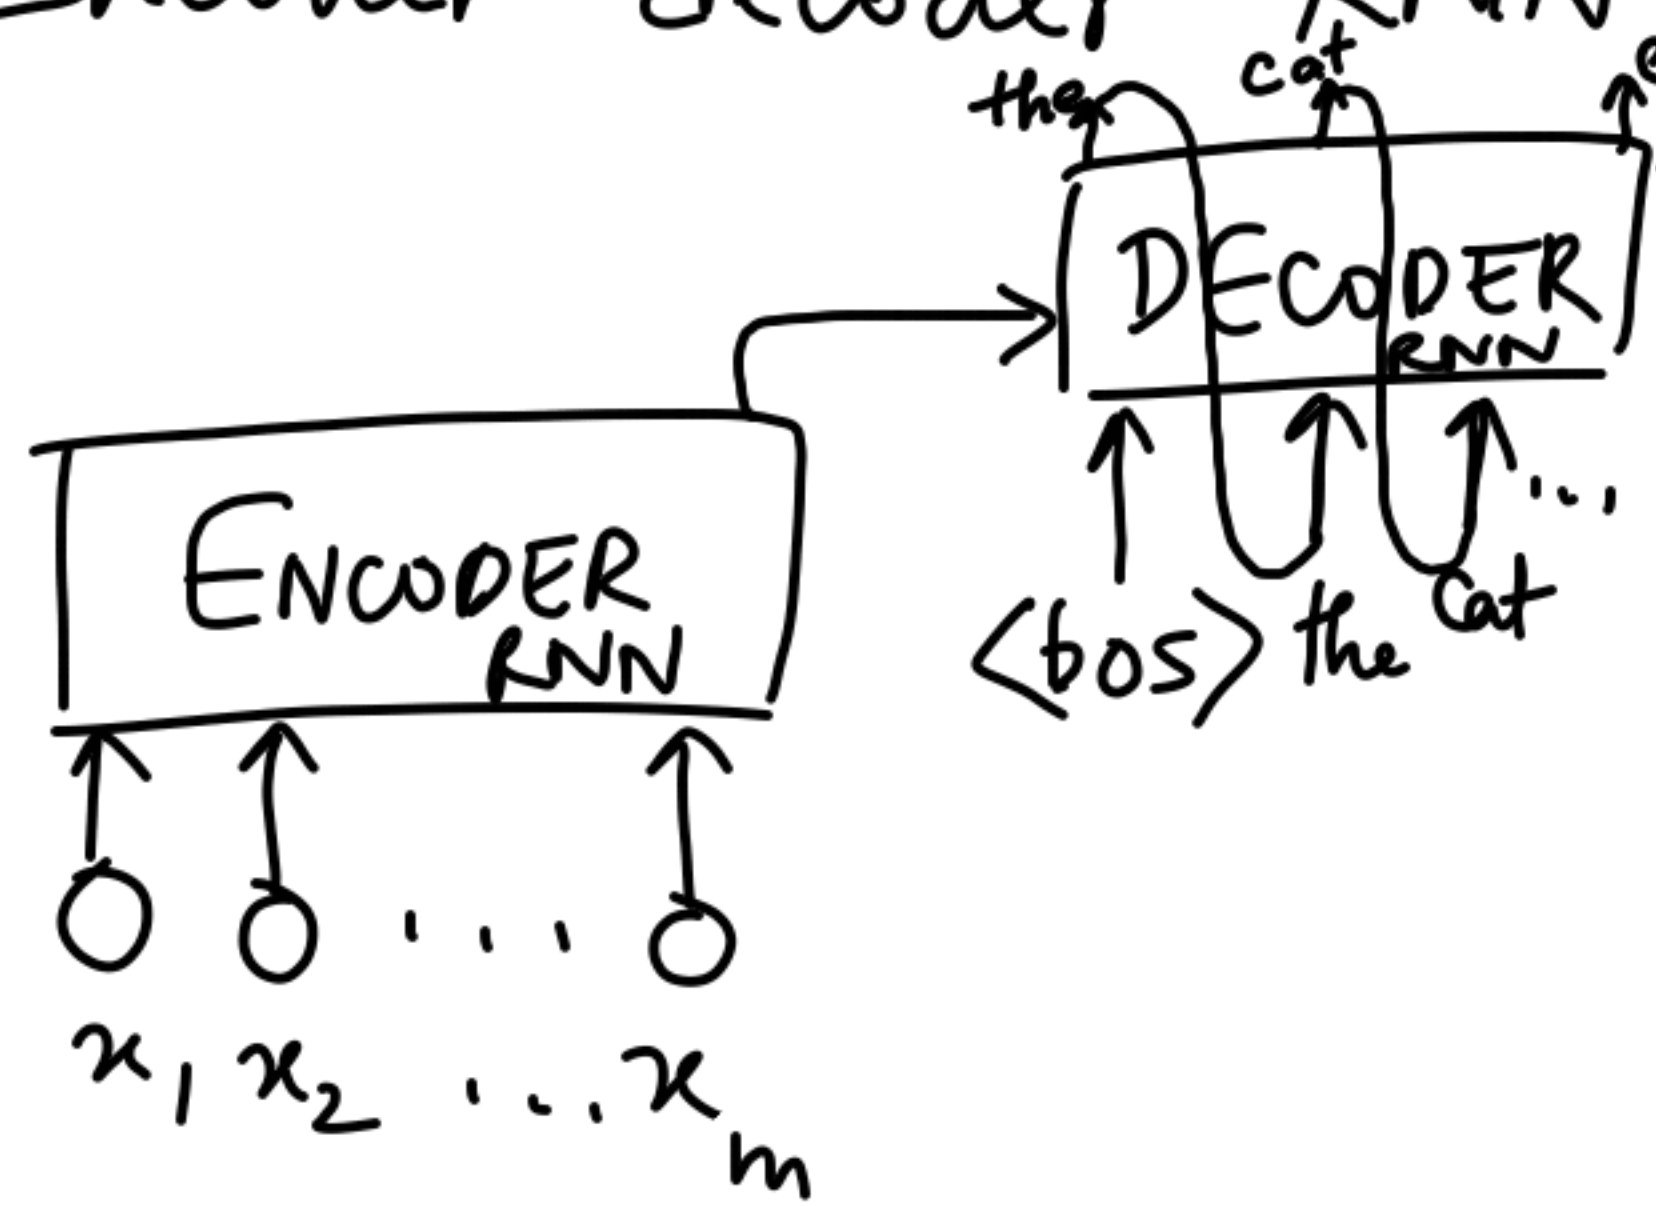 the cat
DECODER
RNN
ENCODER
RNN
<bos> the cat ...
...
x1 x2 ... xm